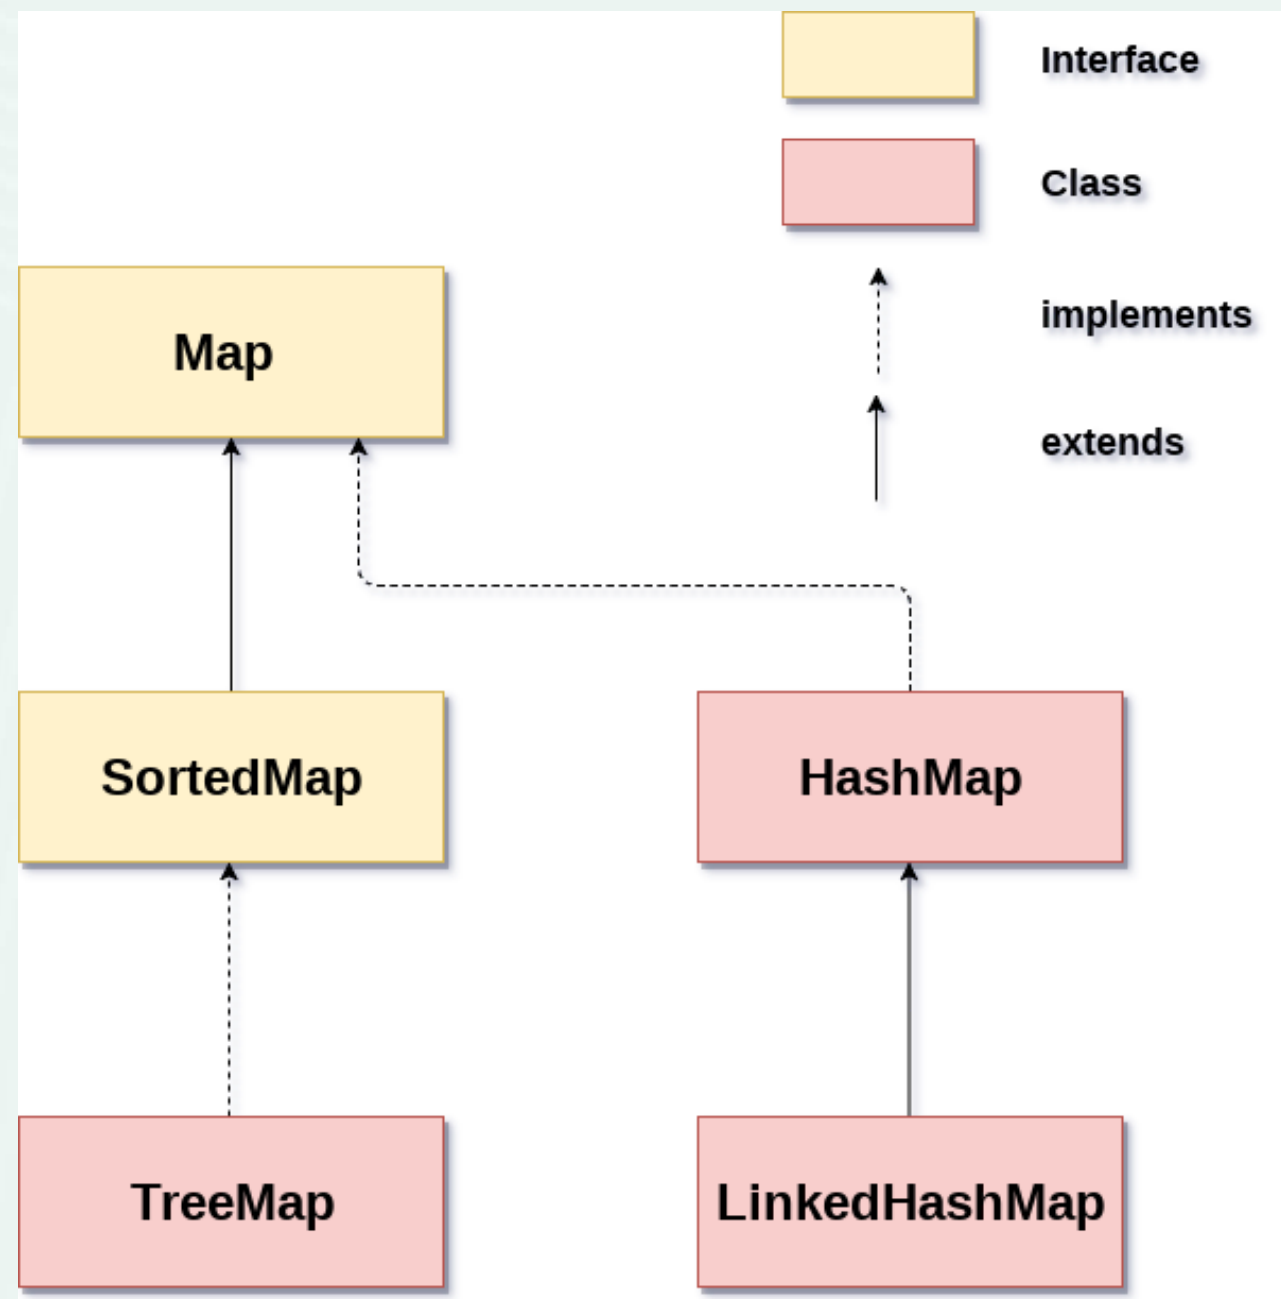 Interface
Class
implements
extends
Map
SortedMap
HashMap
TreeMap
LinkedHashMap